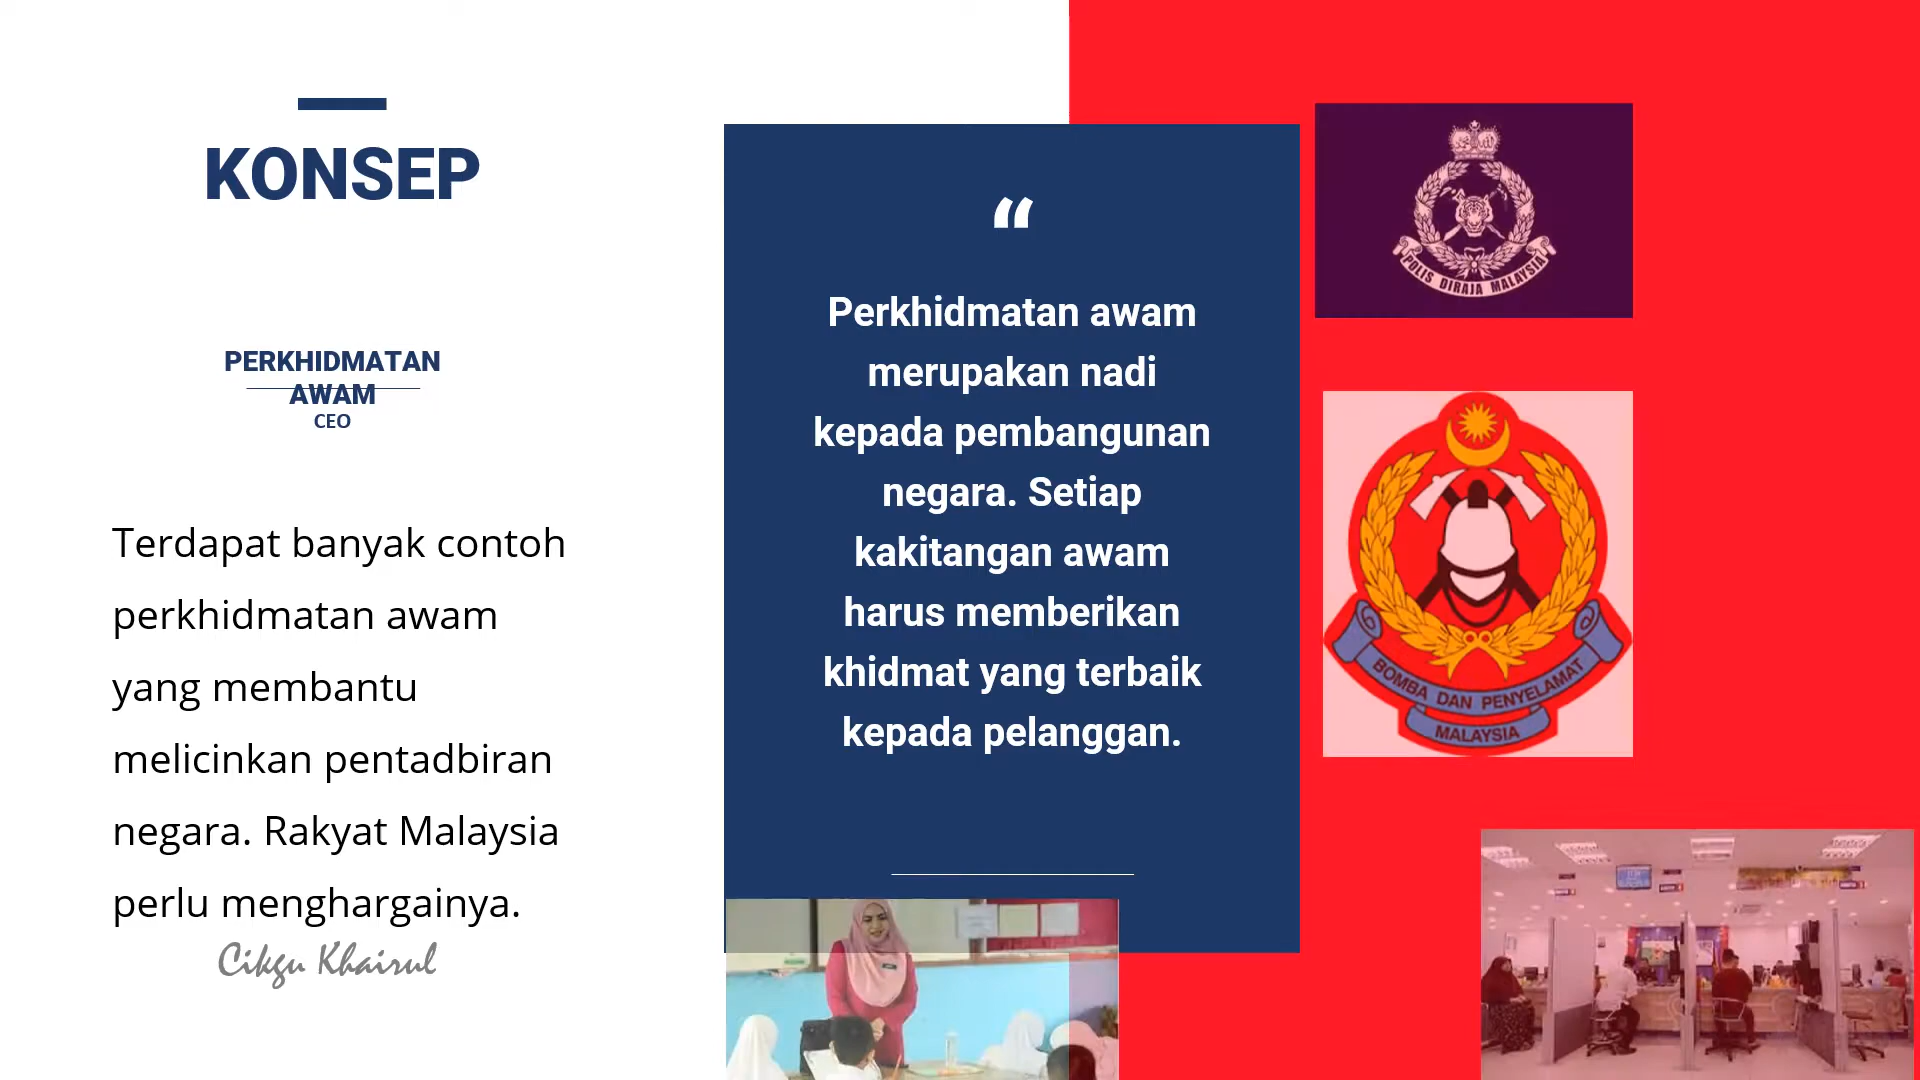 KONSEP
PERKHIDMATAN
AWAM
CEO
Terdapat banyak contoh
perkhidmatan awam
yang membantu
melicinkan pentadbiran
negara. Rakyat Malaysia
perlu menghargainya.
Cikgu Khairul
“
Perkhidmatan awam
merupakan nadi
kepada pembangunan
negara. Setiap
kakitangan awam
harus memberikan
khidmat yang terbaik
kepada pelanggan.
POLIS DIRAJA MALAYSIA
BOMBA DAN PENYELAMAT
MALAYSIA